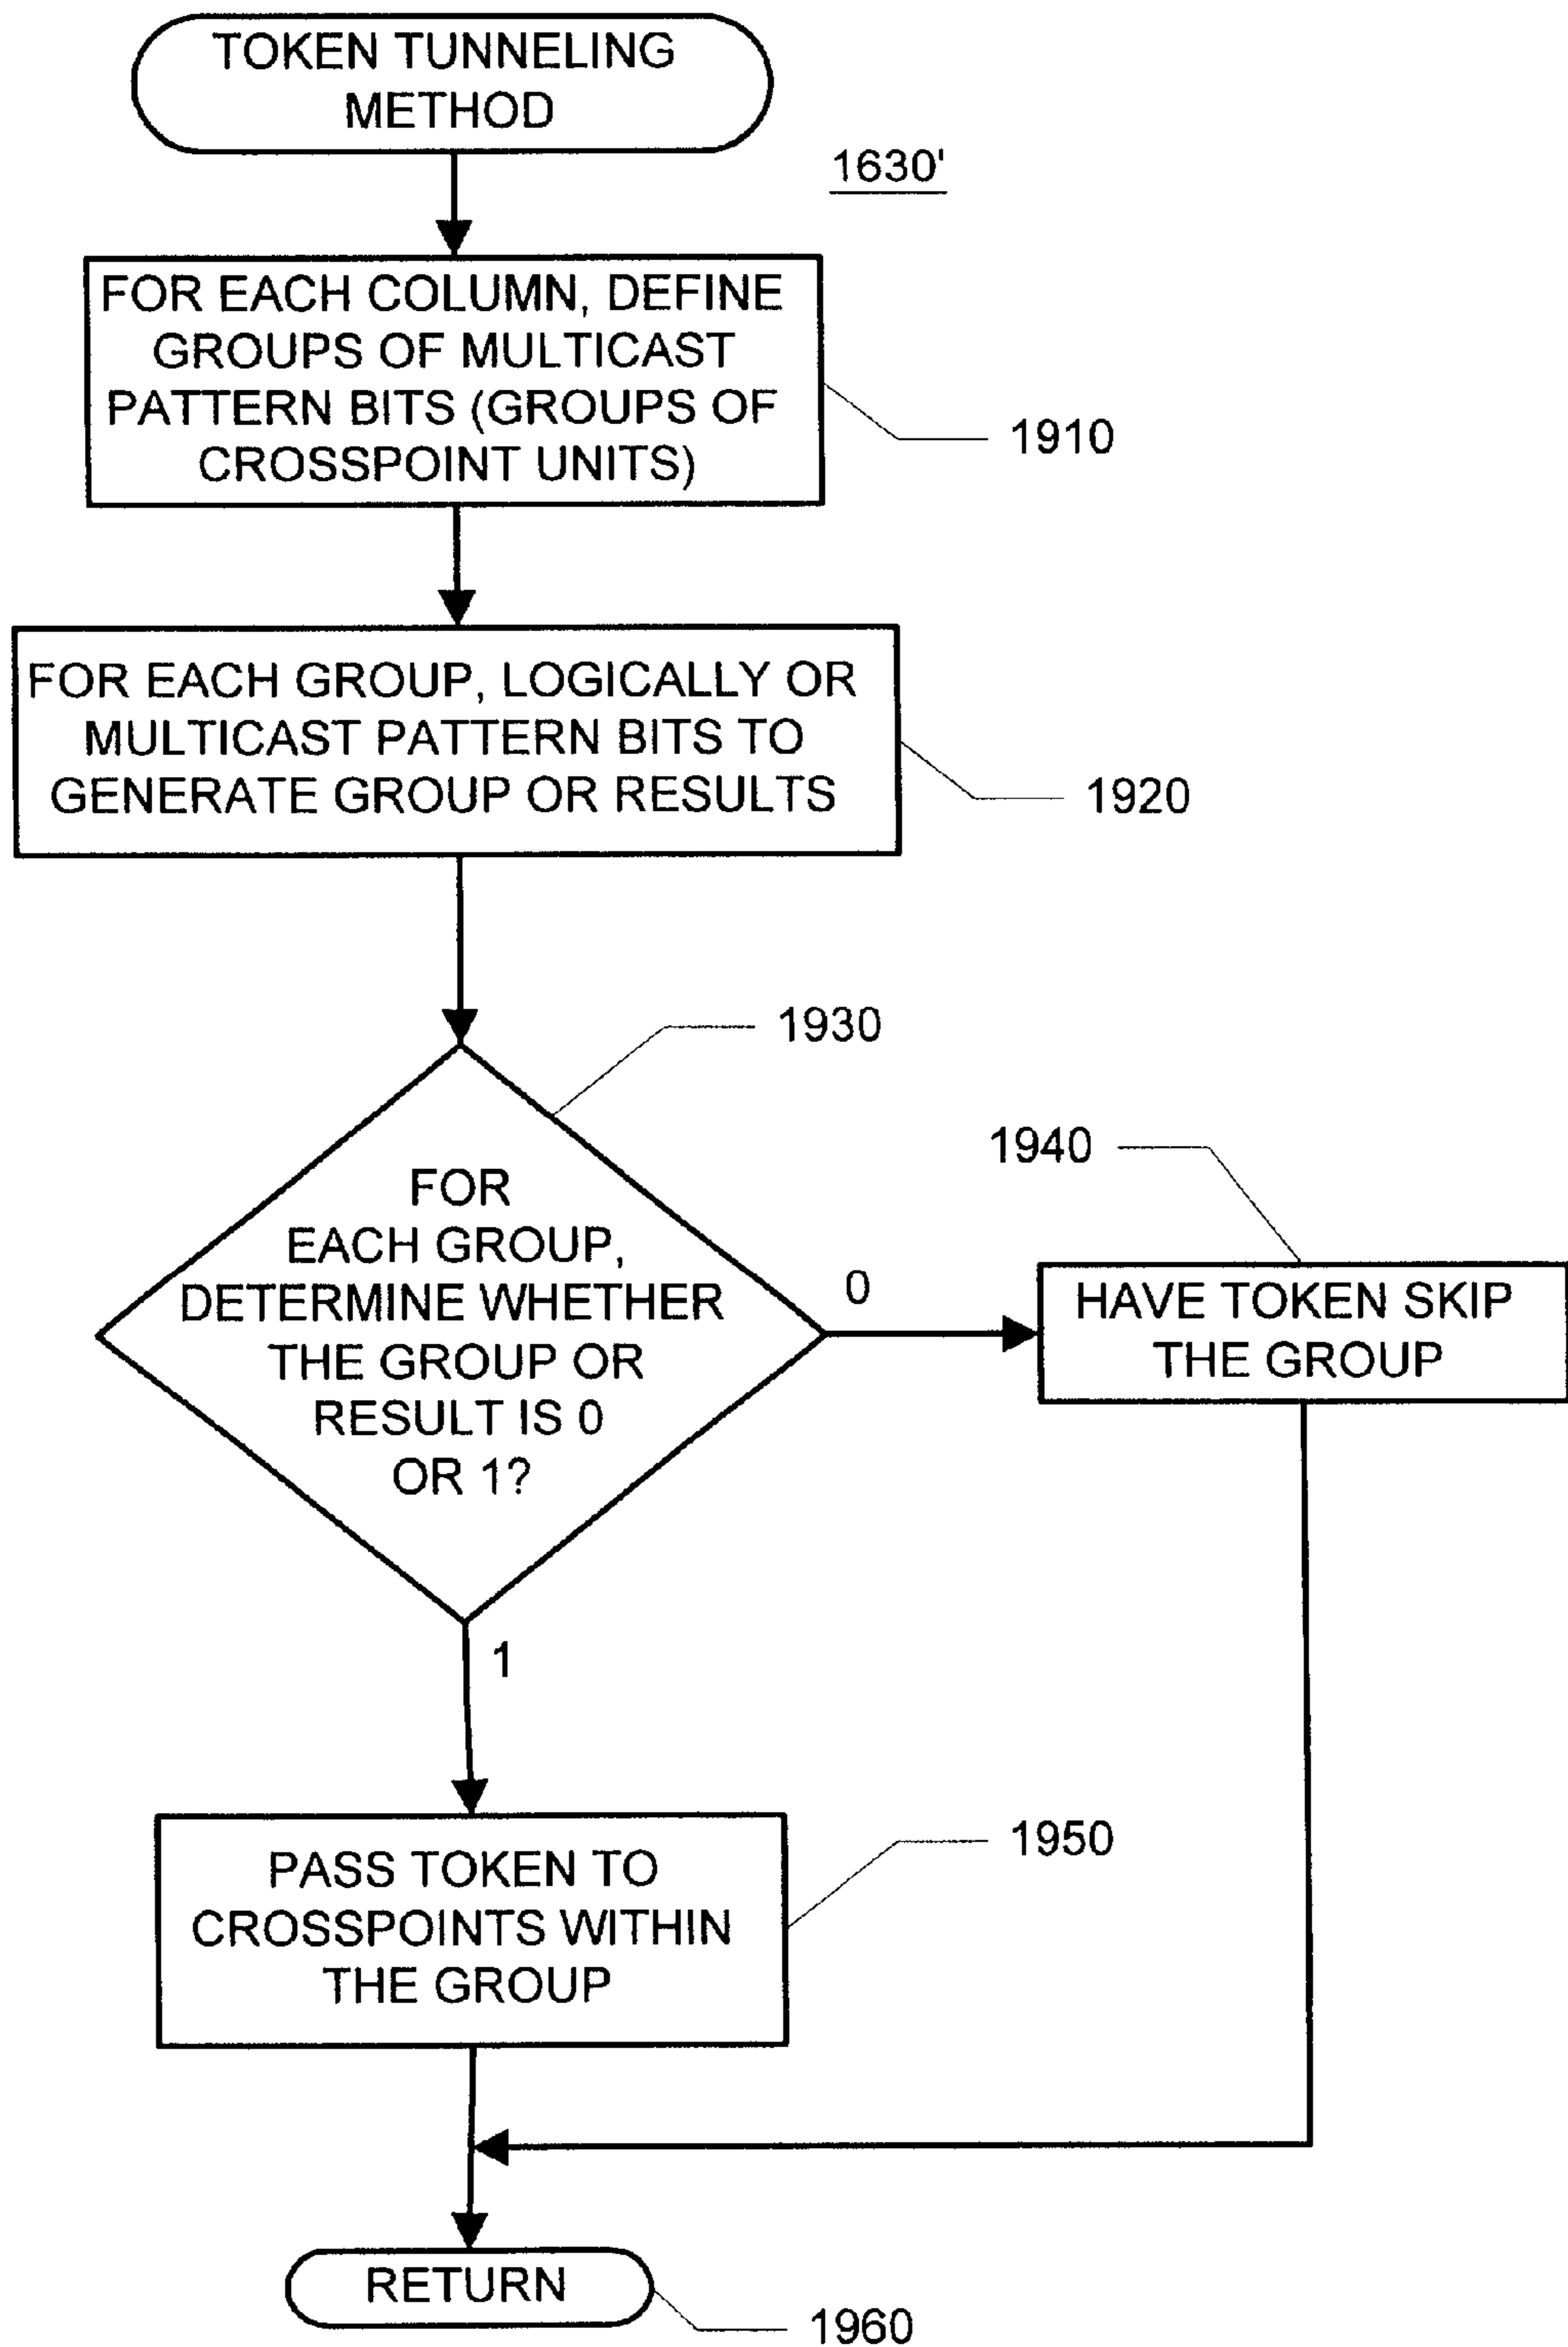 TOKEN TUNNELING
METHOD
1630'
FOR EACH COLUMN, DEFINE
GROUPS OF MULTICAST
PATTERN BITS (GROUPS OF
CROSSPOINT UNITS)
1910
FOR EACH GROUP, LOGICALLY OR
MULTICAST PATTERN BITS TO
GENERATE GROUP OR RESULTS
1920
1930
FOR
EACH GROUP,
DETERMINE WHETHER
THE GROUP OR
RESULT IS 0
OR 1?
0
1940
HAVE TOKEN SKIP
THE GROUP
1
PASS TOKEN TO
CROSSPOINTS WITHIN
THE GROUP
1950
RETURN
1960